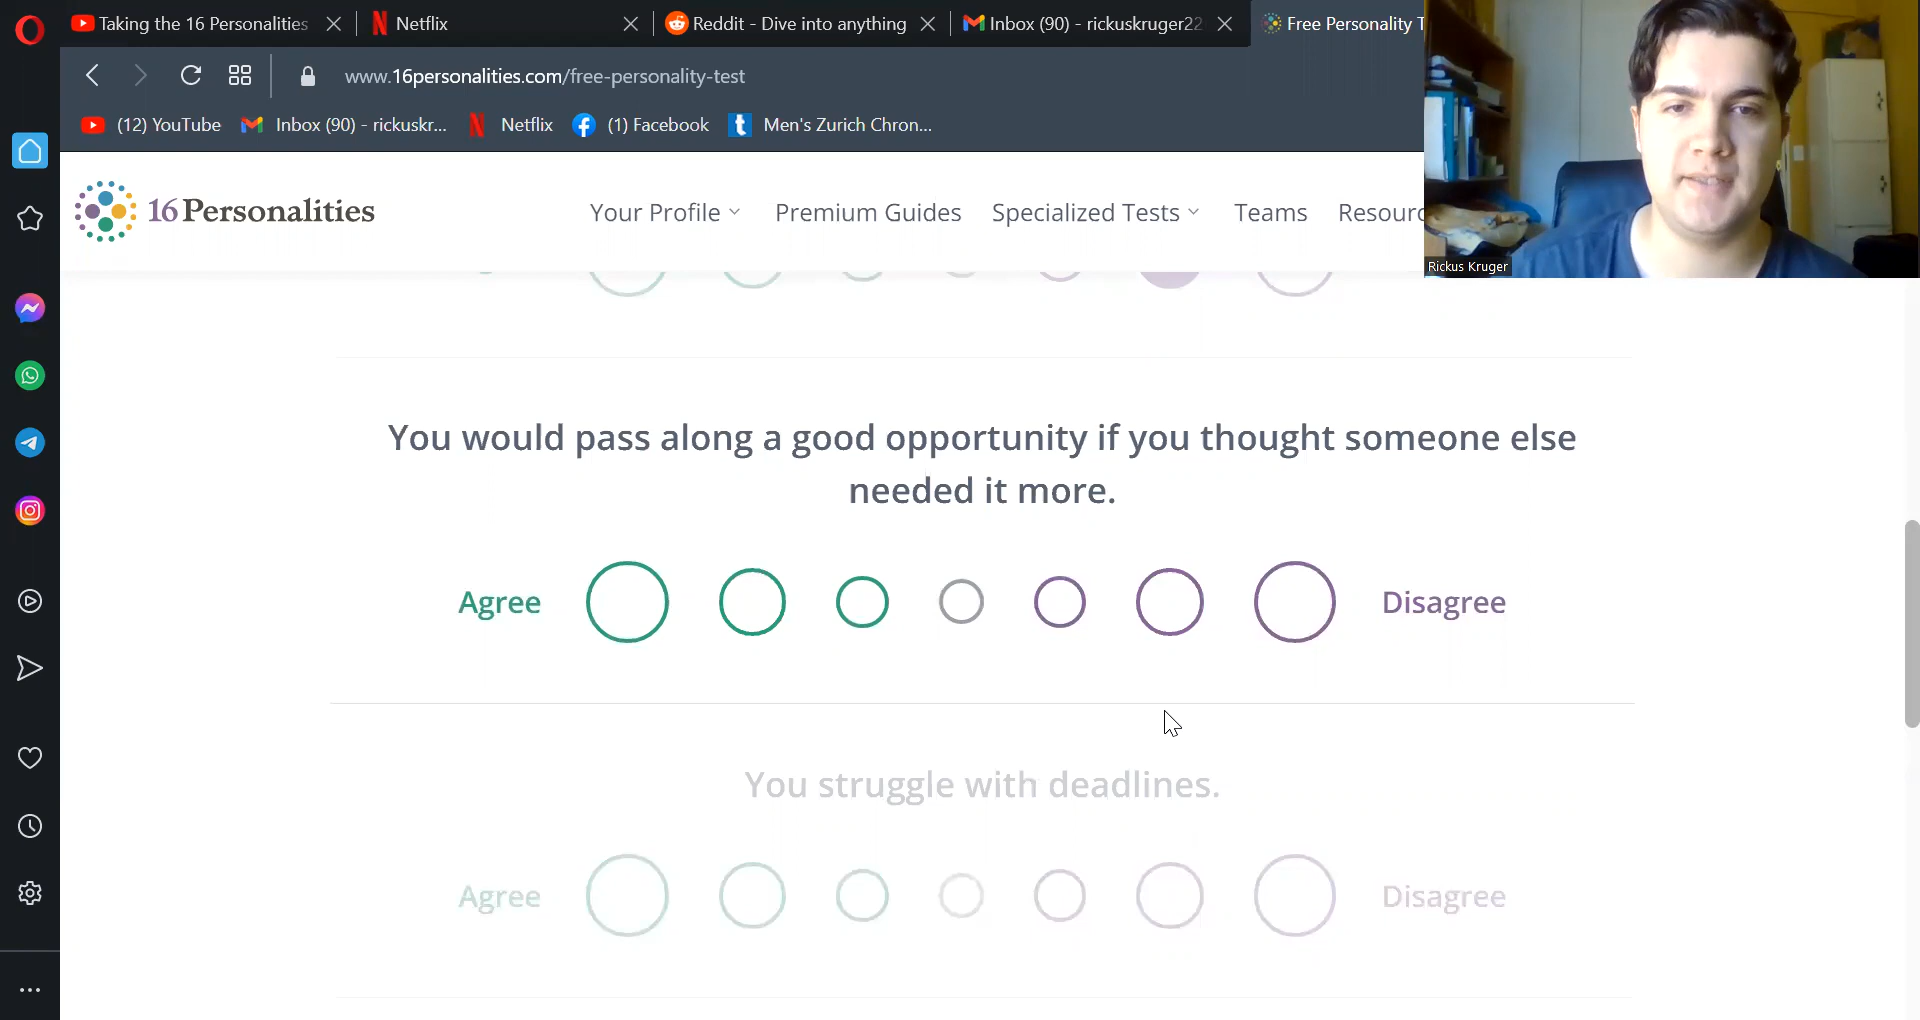 Taking the 16 Personalities
Netflix
Reddit - Dive into anything
Inbox (90) - rickuskruger22
Free Personality T
www.16personalities.com/free-personality-test
(12) YouTube
Inbox (90) - rickuskr...
Netflix
(1) Facebook
Men's Zurich Chron...
16Personalities
Your Profile
Premium Guides
Specialized Tests
Teams
Resourc
Rickus Kruger
You would pass along a good opportunity if you thought someone else
needed it more.
Agree
Disagree
You struggle with deadlines.
Agree
Disagree